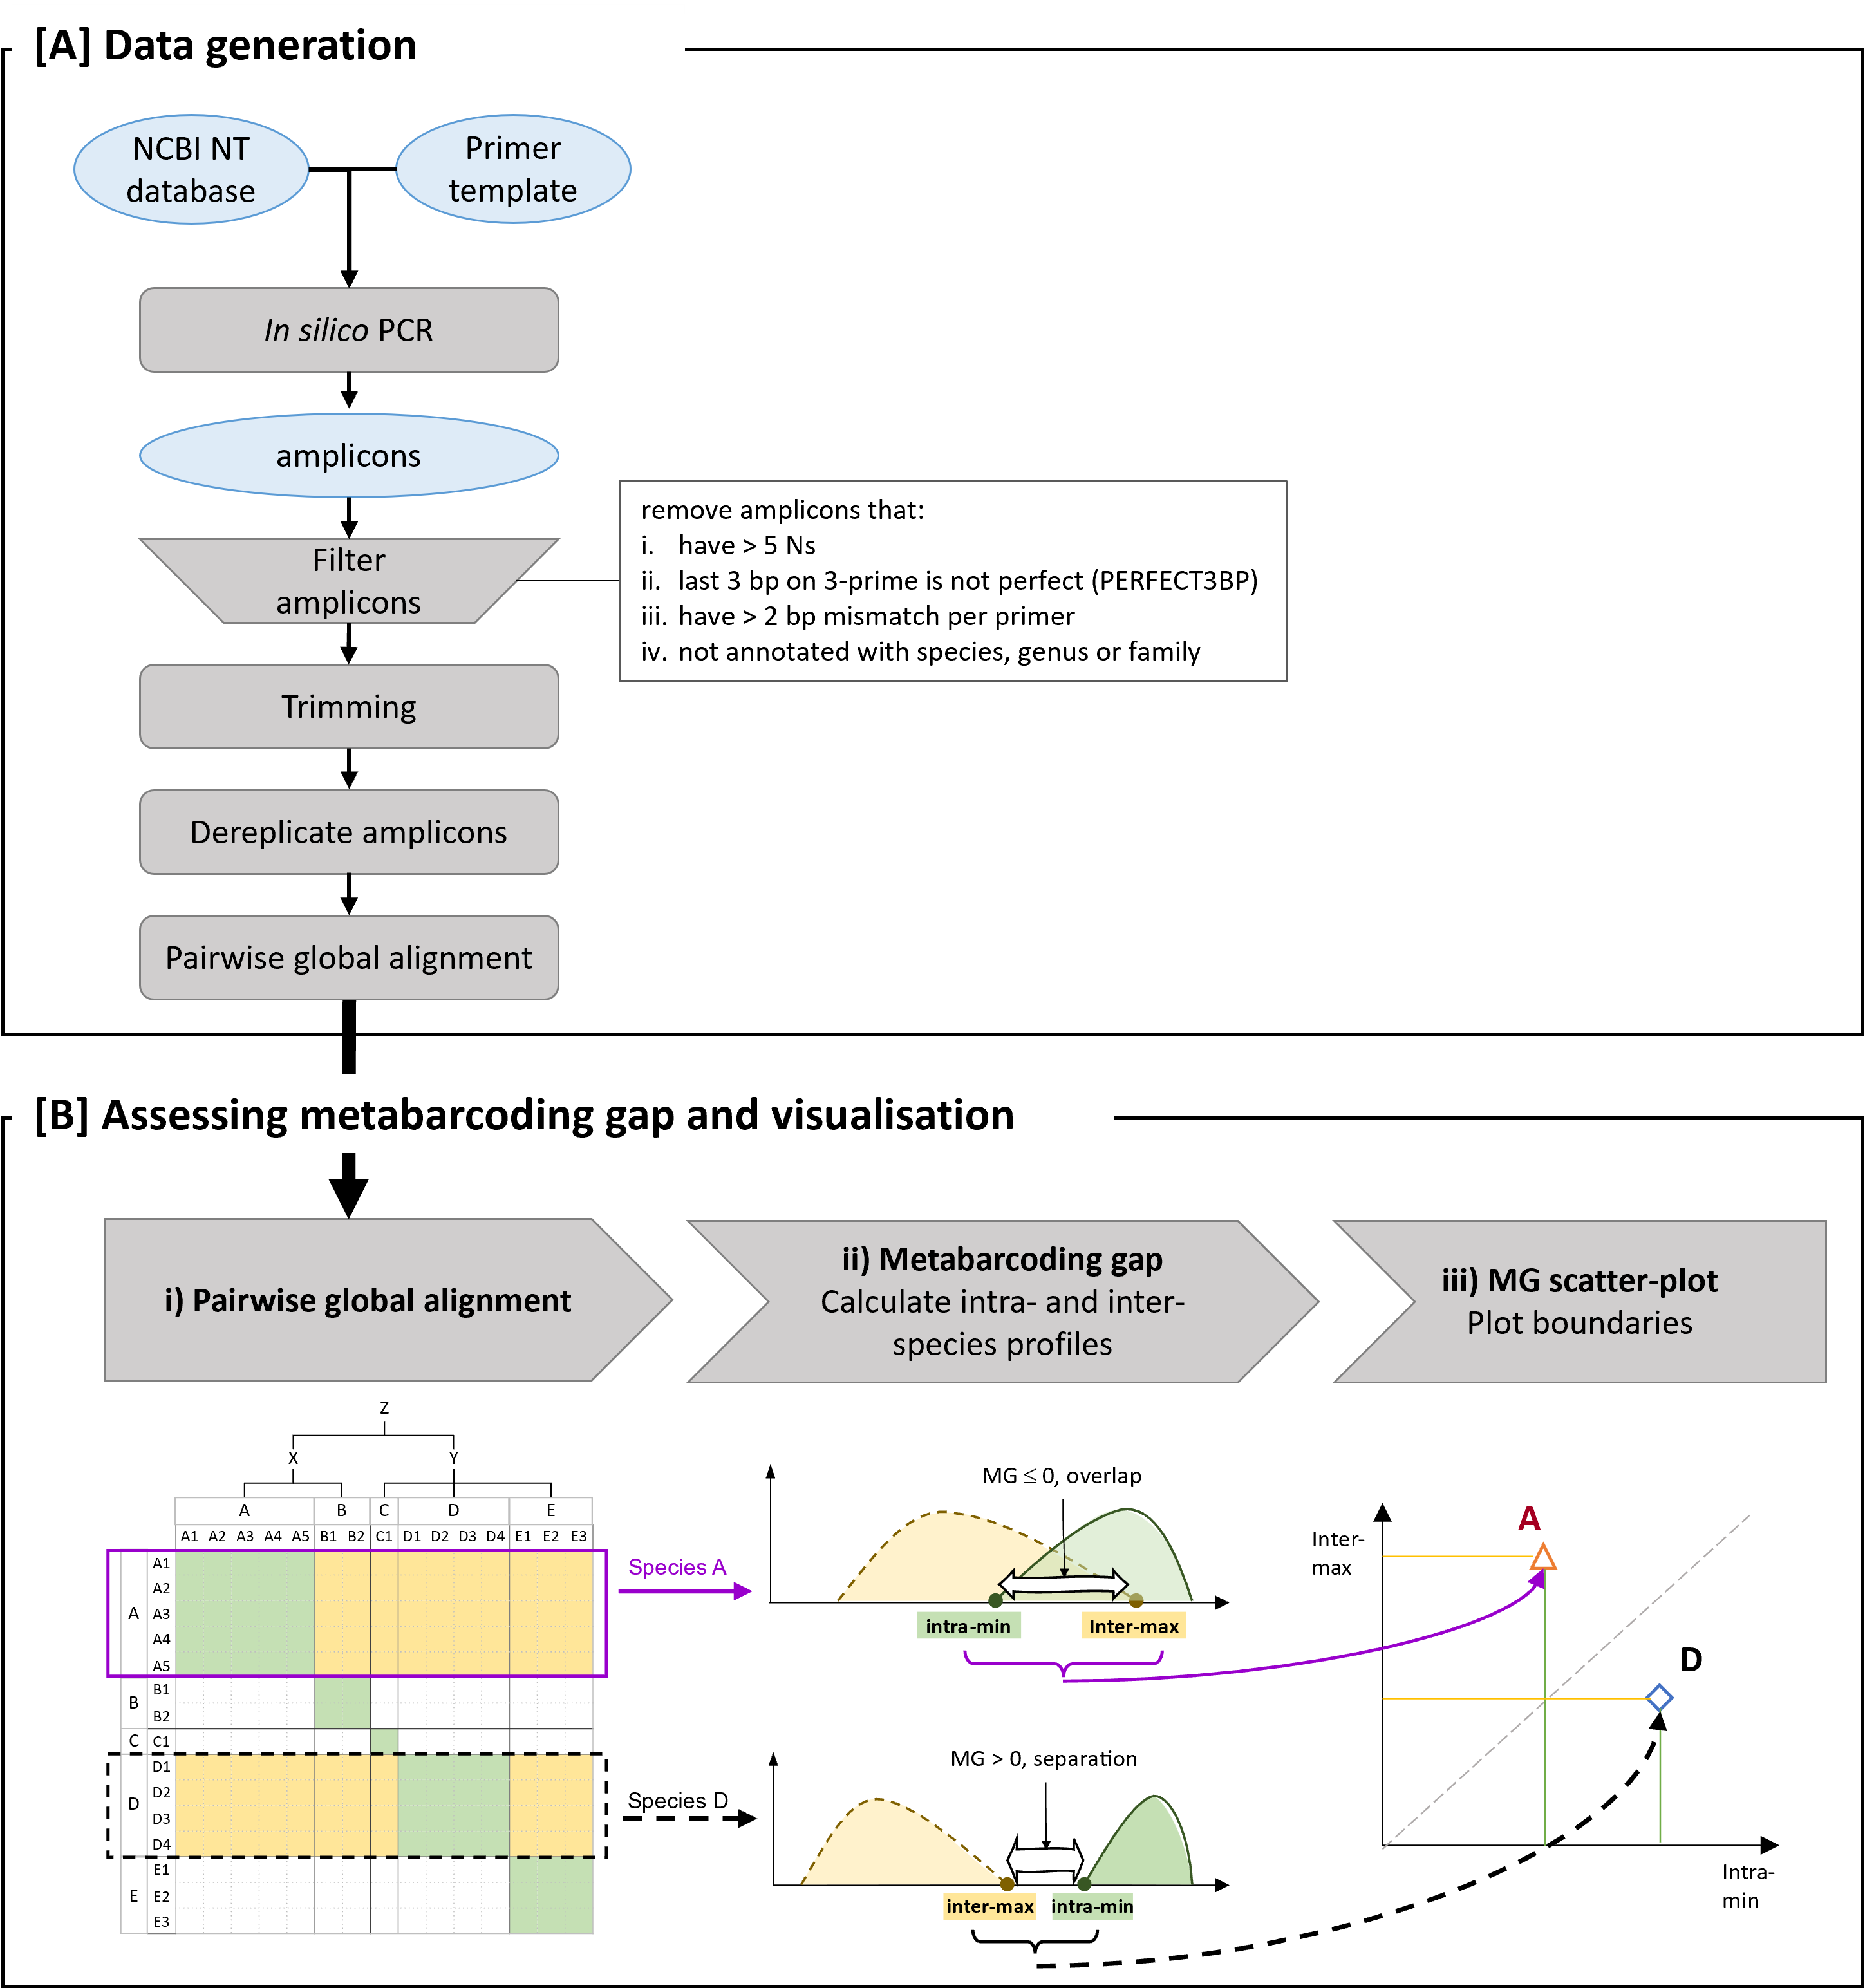 [A] Data generation
NCBI NT
database
Primer
template
In silico PCR
amplicons
Filter
amplicons
remove amplicons that:
i. have > 5 Ns
ii. last 3 bp on 3-prime is not perfect (PERFECT3BP)
iii. have > 2 bp mismatch per primer
iv. not annotated with species, genus or family
Trimming
Dereplicate amplicons
Pairwise global alignment
[B] Assessing metabarcoding gap and visualisation
i) Pairwise global alignment
ii) Metabarcoding gap
Calculate intra- and inter-
species profiles
iii) MG scatter-plot
Plot boundaries
Z
X Y
A B C D E
A1 A2 A3 A4 A5 B1 B2 C1 D1 D2 D3 D4 E1 E2 E3
A
A1
A2
A3
A4
A5
B
B1
B2
C
C1
D
D1
D2
D3
D4
E
E1
E2
E3
Species A
MG ≤ 0, overlap
intra-min
Inter-max
Species D
MG > 0, separation
inter-max
intra-min
Inter-
max
A
D
Intra-
min